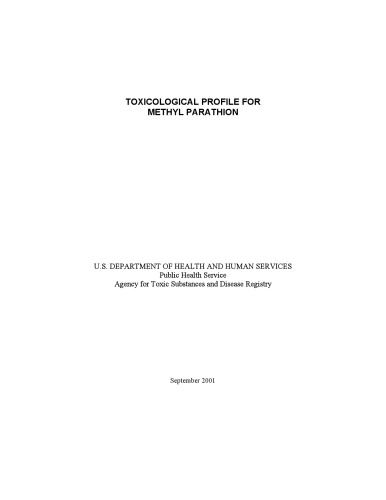 TOXICOLOGICAL PROFILE FOR
METHYL PARATHION
U.S. DEPARTMENT OF HEALTH AND HUMAN SERVICES
Public Health Service
Agency for Toxic Substances and Disease Registry
September 2001